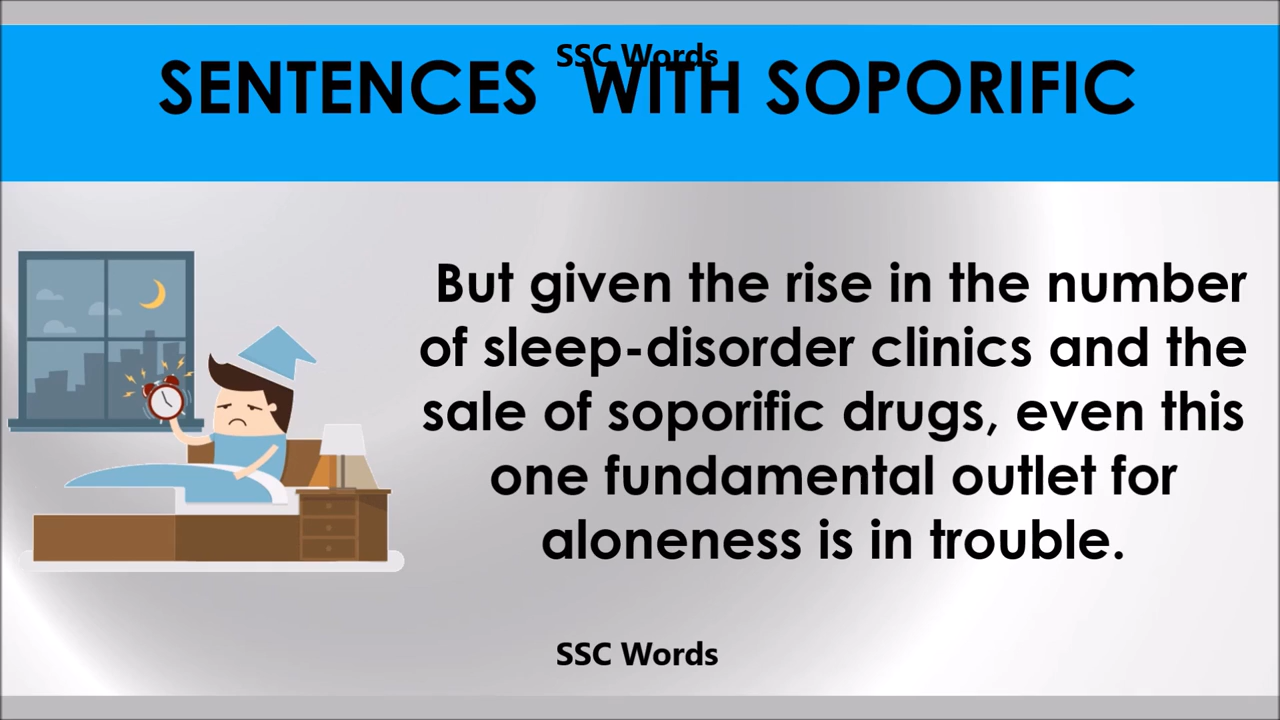 SSC Words
SENTENCES WITH SOPORIFIC
But given the rise in the number
of sleep-disorder clinics and the
sale of soporific drugs, even this
one fundamental outlet for
aloneness is in trouble.
SSC Words